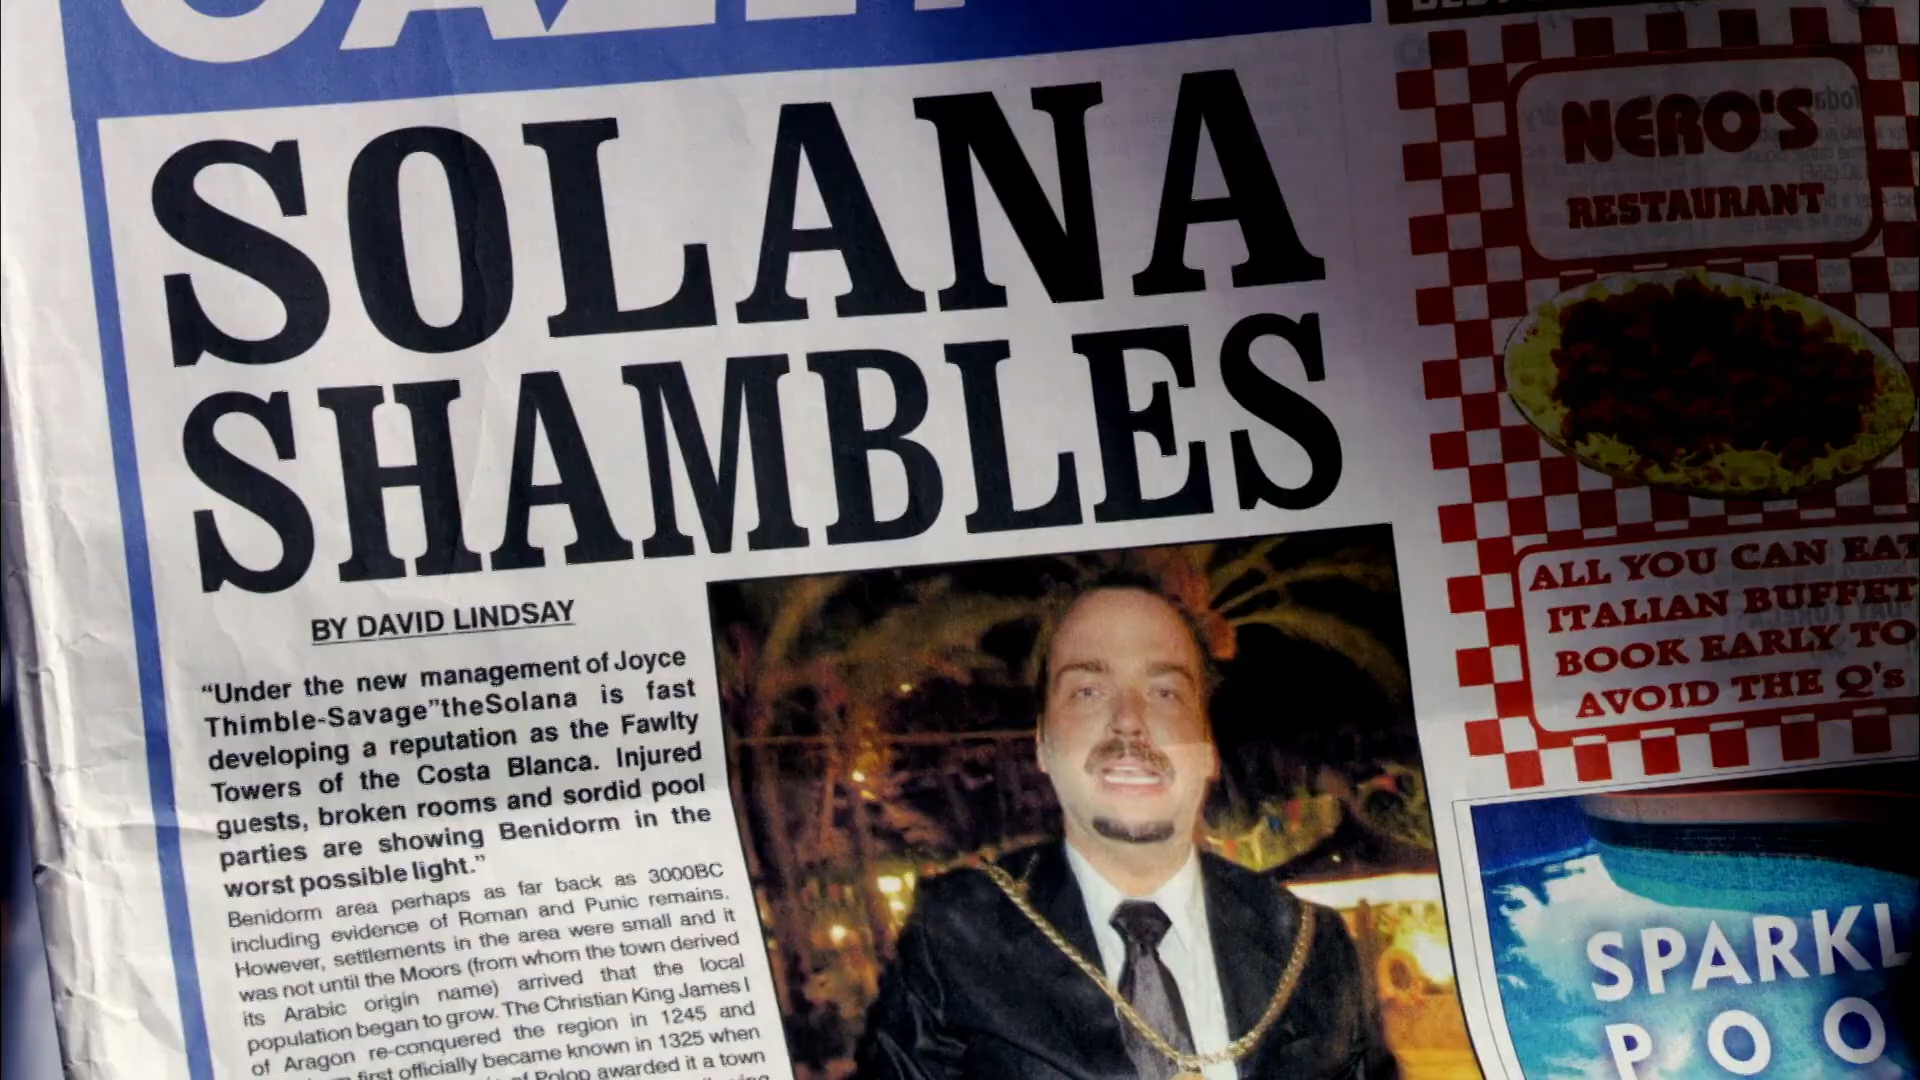 SOLANA
SHAMBLES
BY DAVID LINDSAY
“Under the new management of Joyce
Thimble-Savage”theSolana is fast
developing a reputation as the Fawlty
Towers of the Costa Blanca. Injured
guests, broken rooms and sordid pool
parties are showing Benidorm in the
worst possible light.”
Benidorm area perhaps as far back as 3000BC
including evidence of Roman and Punic remains.
However, settlements in the area were small and it
was not until the Moors (from whom the town derived
its Arabic origin name) arrived that the local
population began to grow. The Christian King James I
of Aragon re-conquered the region in 1245 and
first officially became known in 1325 when
of Polop awarded it a town
NERO'S
RESTAURANT
ALL YOU CAN EAT
ITALIAN BUFFET
BOOK EARLY TO
AVOID THE Q's
SPARKL
POO